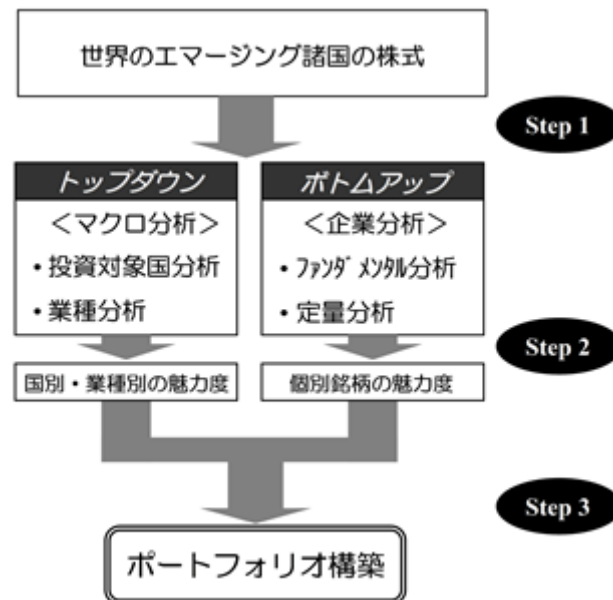 世界のエマージング諸国の株式
Step 1
トップダウン
<マクロ分析>
・投資対象国分析
・業種分析
ボトムアップ
<企業分析>
・ﾌｧﾝﾀﾞﾒﾝﾀﾙ分析
・定量分析
Step 2
国別・業種別の魅力度
個別銘柄の魅力度
Step 3
ポートフォリオ構築